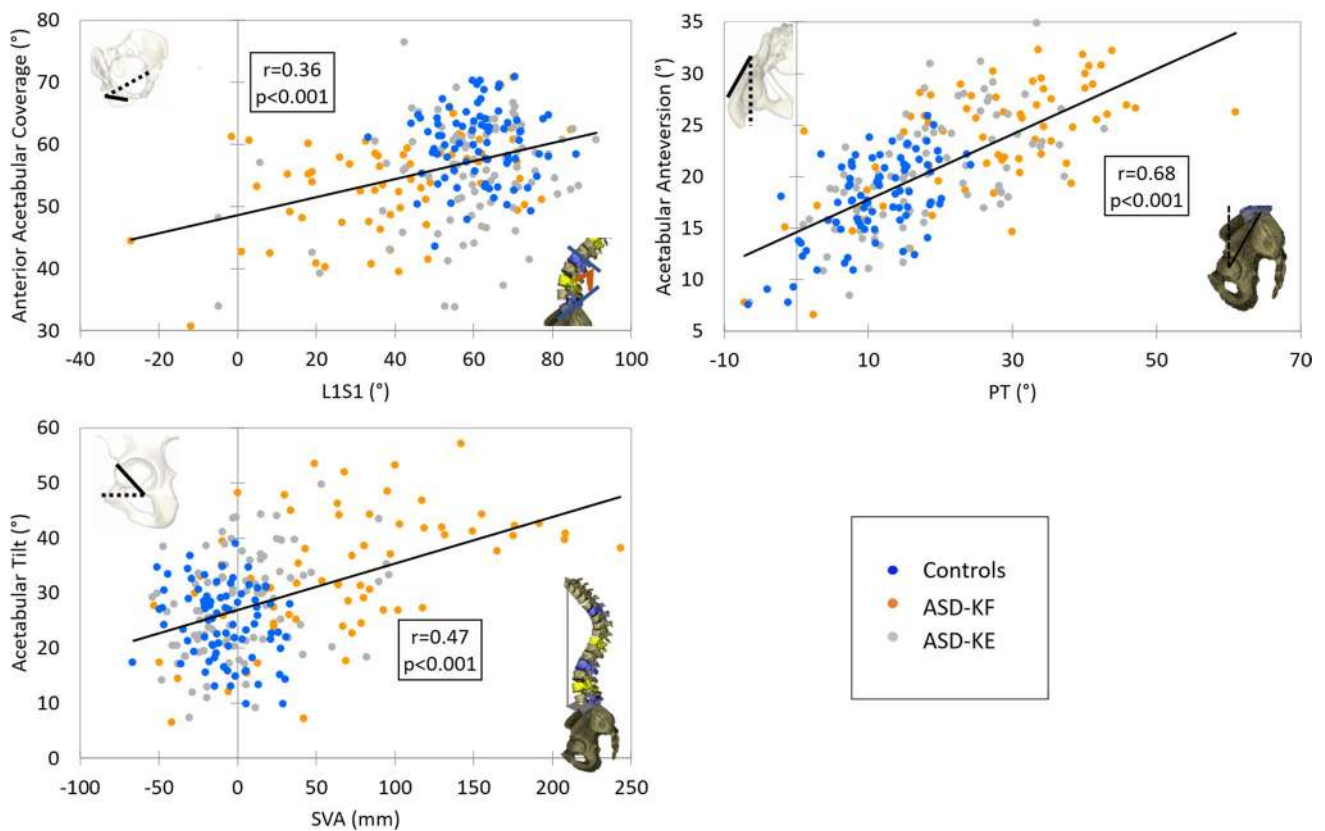 Anterior Acetabular Coverage (°)
80
70
60
50
40
30
r=0.36
p<0.001
-40 -20 0 20 40 60 80 100
L1S1 (°)
Acetabular Anteversion (°)
35
30
25
20
15
10
5
r=0.68
p<0.001
-10 10 30 50 70
PT (°)
Acetabular Tilt (°)
60
50
40
30
20
10
0
r=0.47
p<0.001
-100 -50 0 50 100 150 200 250
SVA (mm)
Controls
ASD-KF
ASD-KE